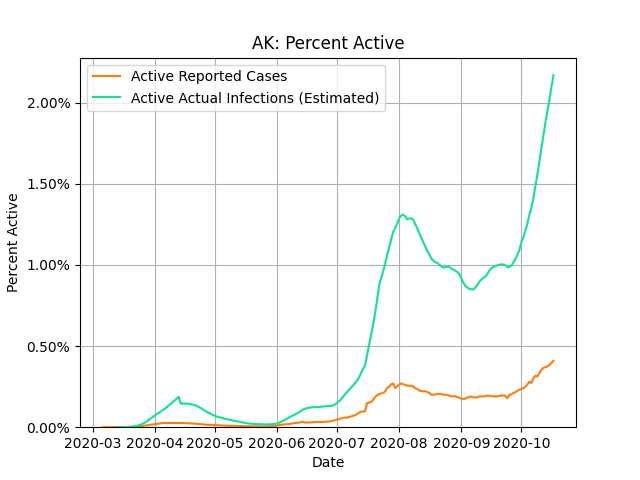 AK: Percent Active
Active Reported Cases
Active Actual Infections (Estimated)
Percent Active
2.00%
1.50%
1.00%
0.50%
0.00%
2020-03 2020-04 2020-05 2020-06 2020-07 2020-08 2020-09 2020-10
Date